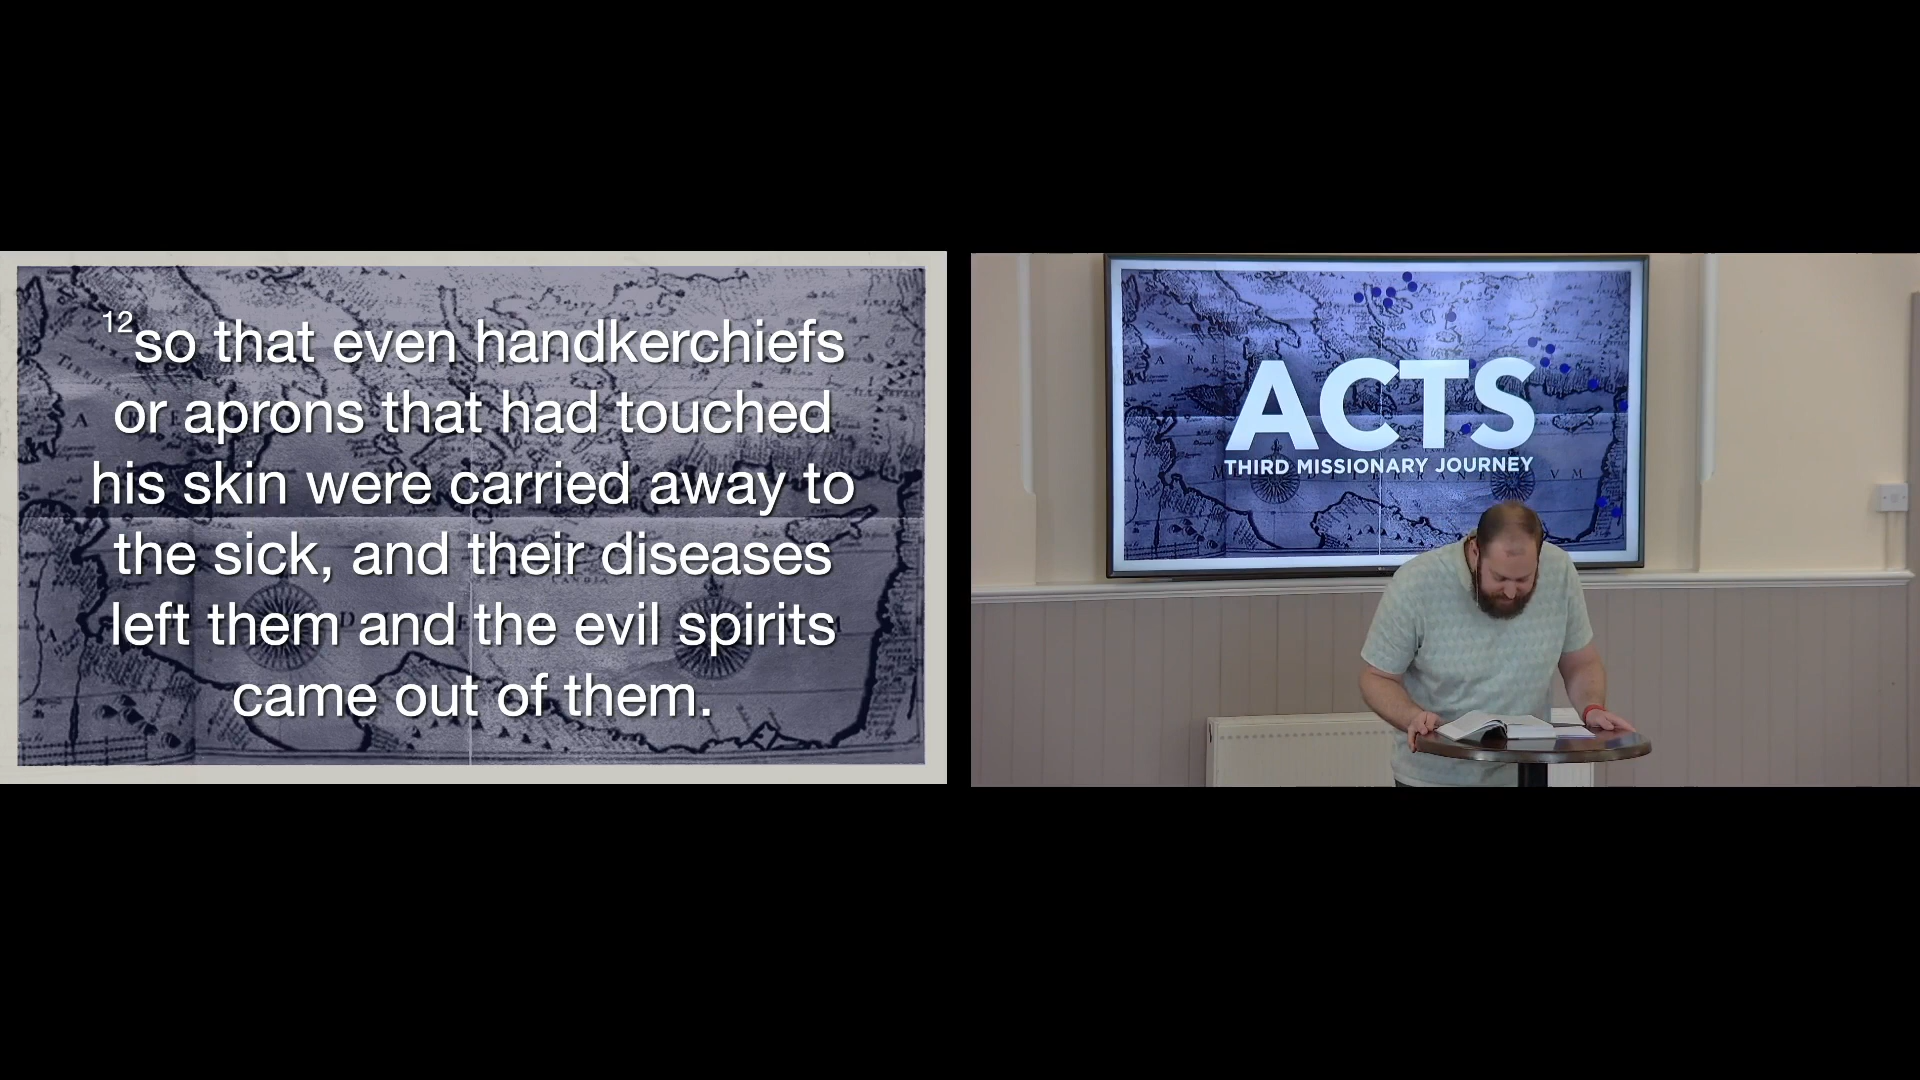 12so that even handkerchiefs
or aprons that had touched
his skin were carried away to
the sick, and their diseases
left them and the evil spirits
came out of them.
ACTS
THIRD MISSIONARY JOURNEY